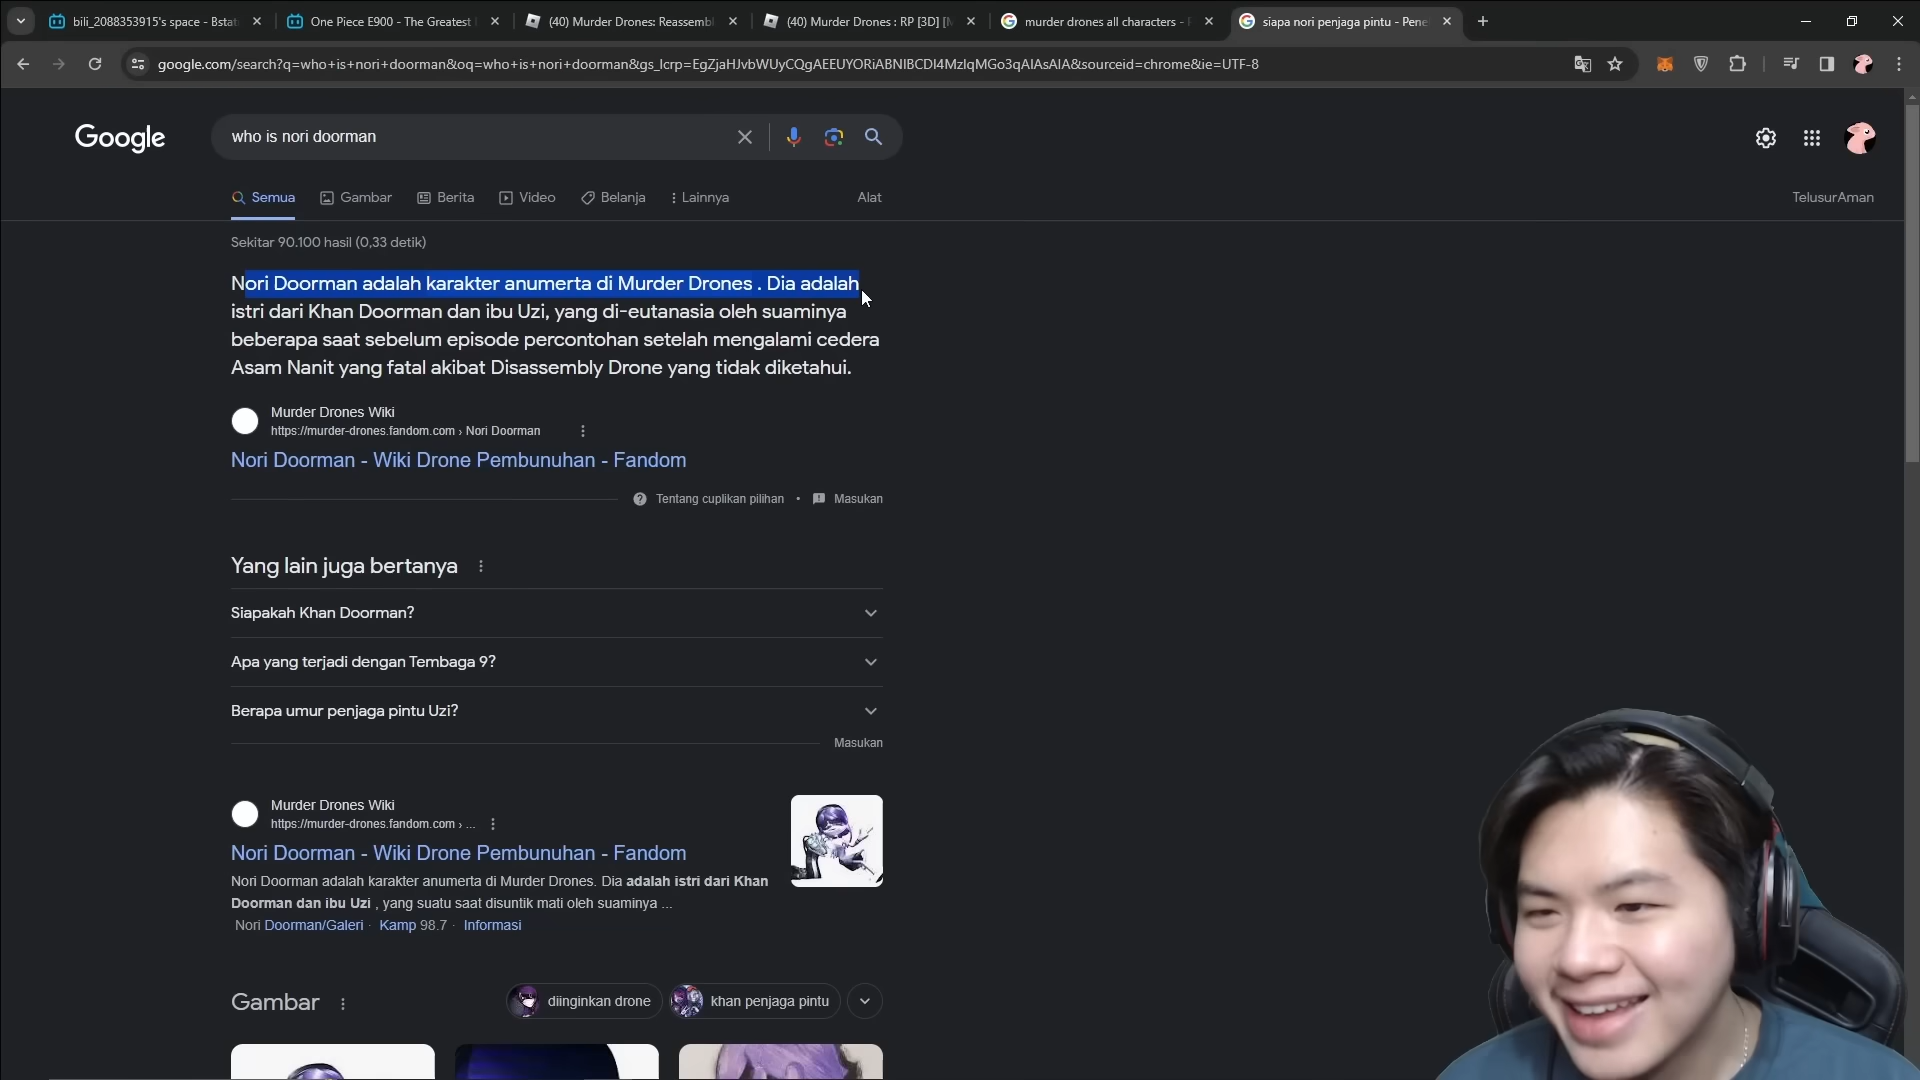 bili_2088353915's space - Bstat
One Piece E900 - The Greatest
(40) Murder Drones: Reassembl
(40) Murder Drones : RP [3D] [M
murder drones all characters -
siapa nori penjaga pintu - Pene
google.com/search?q=who+is+nori+doorman&oq=who+is+nori+doorman&gs_lcrp=EgZjaHJvbWUyCQgAEEUYORiABNIBCDI4MzlqMGo3qAIAsAIA&sourceid=chrome&ie=UTF-8
Google
who is nori doorman
Semua
Gambar
Berita
Video
Belanja
Lainnya
Alat
TelusurAman
Sekitar 90.100 hasil (0,33 detik)
Nori Doorman adalah karakter anumerta di Murder Drones . Dia adalah
istri dari Khan Doorman dan ibu Uzi, yang di-eutanasia oleh suaminya
beberapa saat sebelum episode percontohan setelah mengalami cedera
Asam Nanit yang fatal akibat Disassembly Drone yang tidak diketahui.
Murder Drones Wiki
https://murder-drones.fandom.com › Nori Doorman
Nori Doorman - Wiki Drone Pembunuhan - Fandom
Tentang cuplikan pilihan • Masukan
Yang lain juga bertanya
Siapakah Khan Doorman?
Apa yang terjadi dengan Tembaga 9?
Berapa umur penjaga pintu Uzi?
Masukan
Murder Drones Wiki
https://murder-drones.fandom.com › ...
Nori Doorman - Wiki Drone Pembunuhan - Fandom
Nori Doorman adalah karakter anumerta di Murder Drones. Dia adalah istri dari Khan
Doorman dan ibu Uzi , yang suatu saat disuntik mati oleh suaminya ...
Nori Doorman/Galeri · Kamp 98.7 · Informasi
Gambar
diinginkan drone
khan penjaga pintu